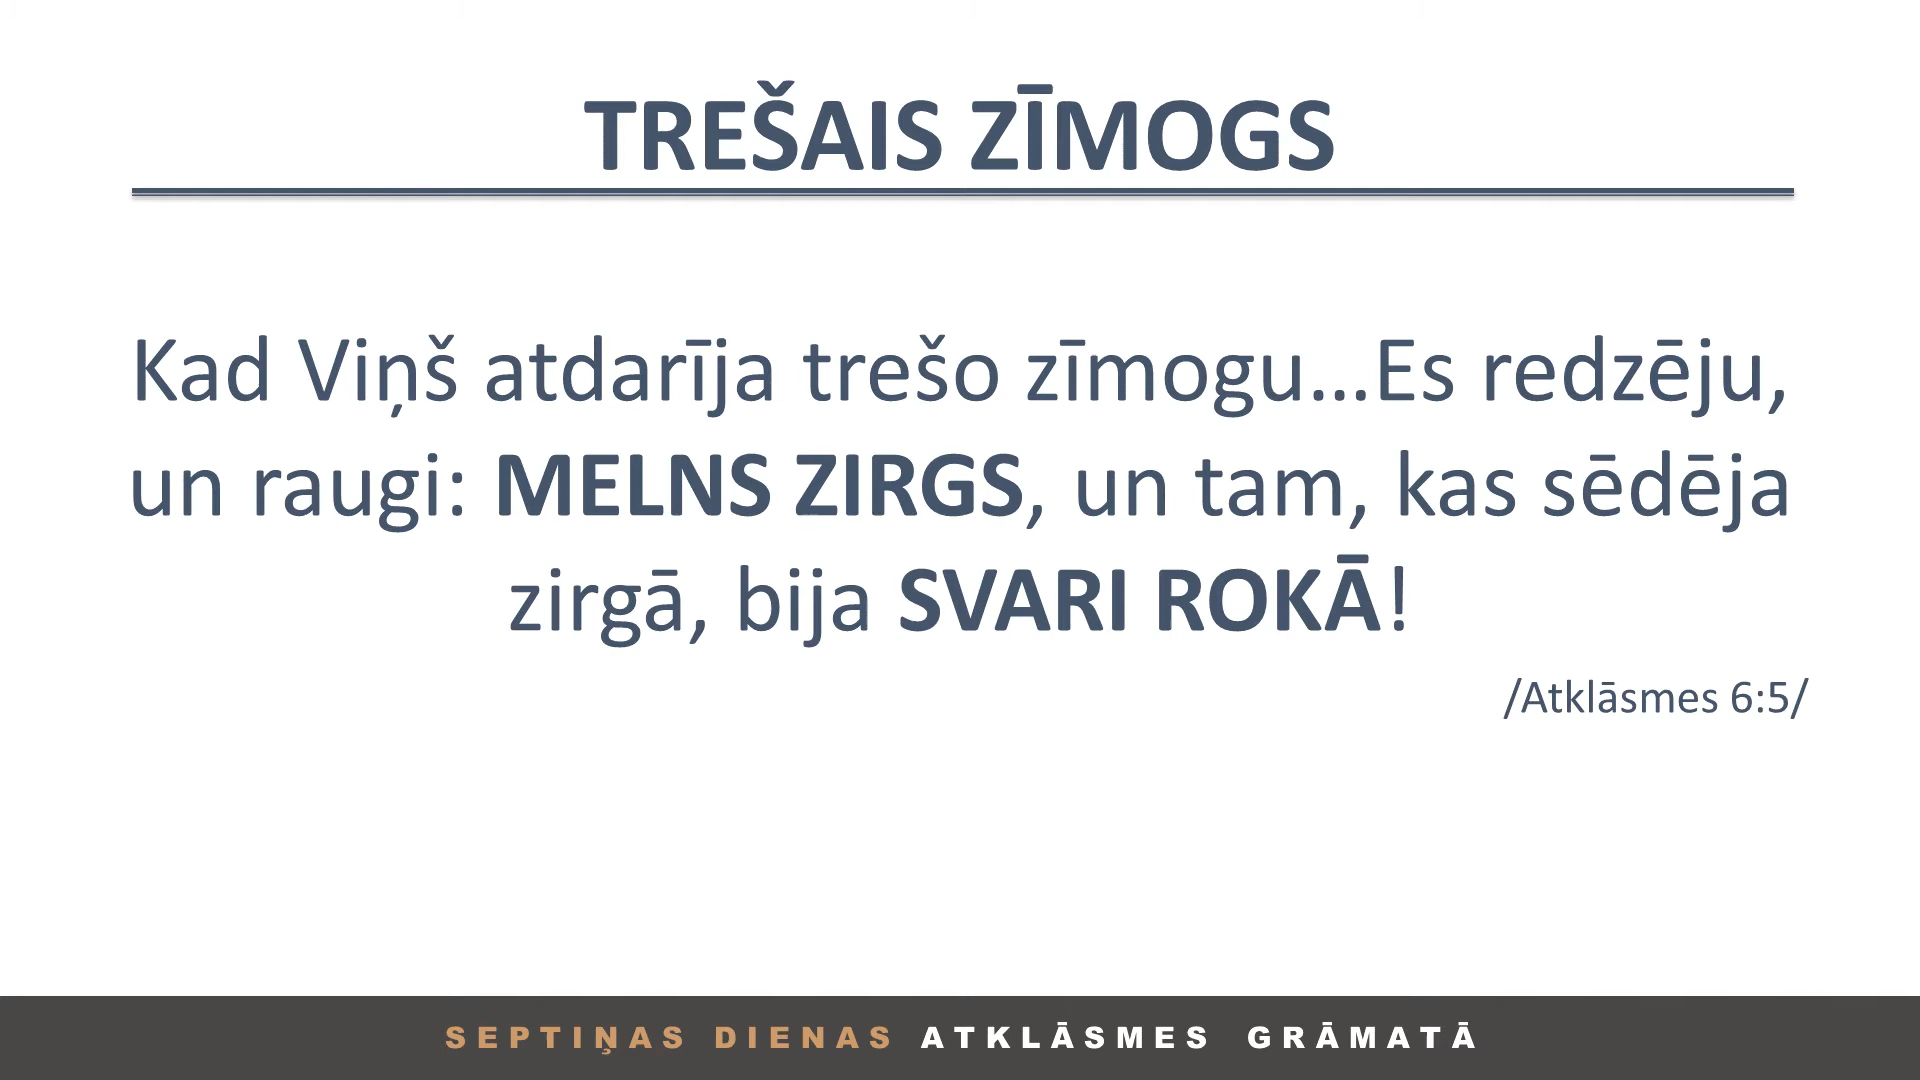 TREŠAIS ZĪMOGS
Kad Viņš atdarīja trešo zīmogu...Es redzēju,
un raugi: MELNS ZIRGS, un tam, kas sēdēja
zirgā, bija SVARI ROKĀ!
/Atklāsmes 6:5/
SEPTIŅAS DIENAS ATKLĀSMES GRĀMATĀ